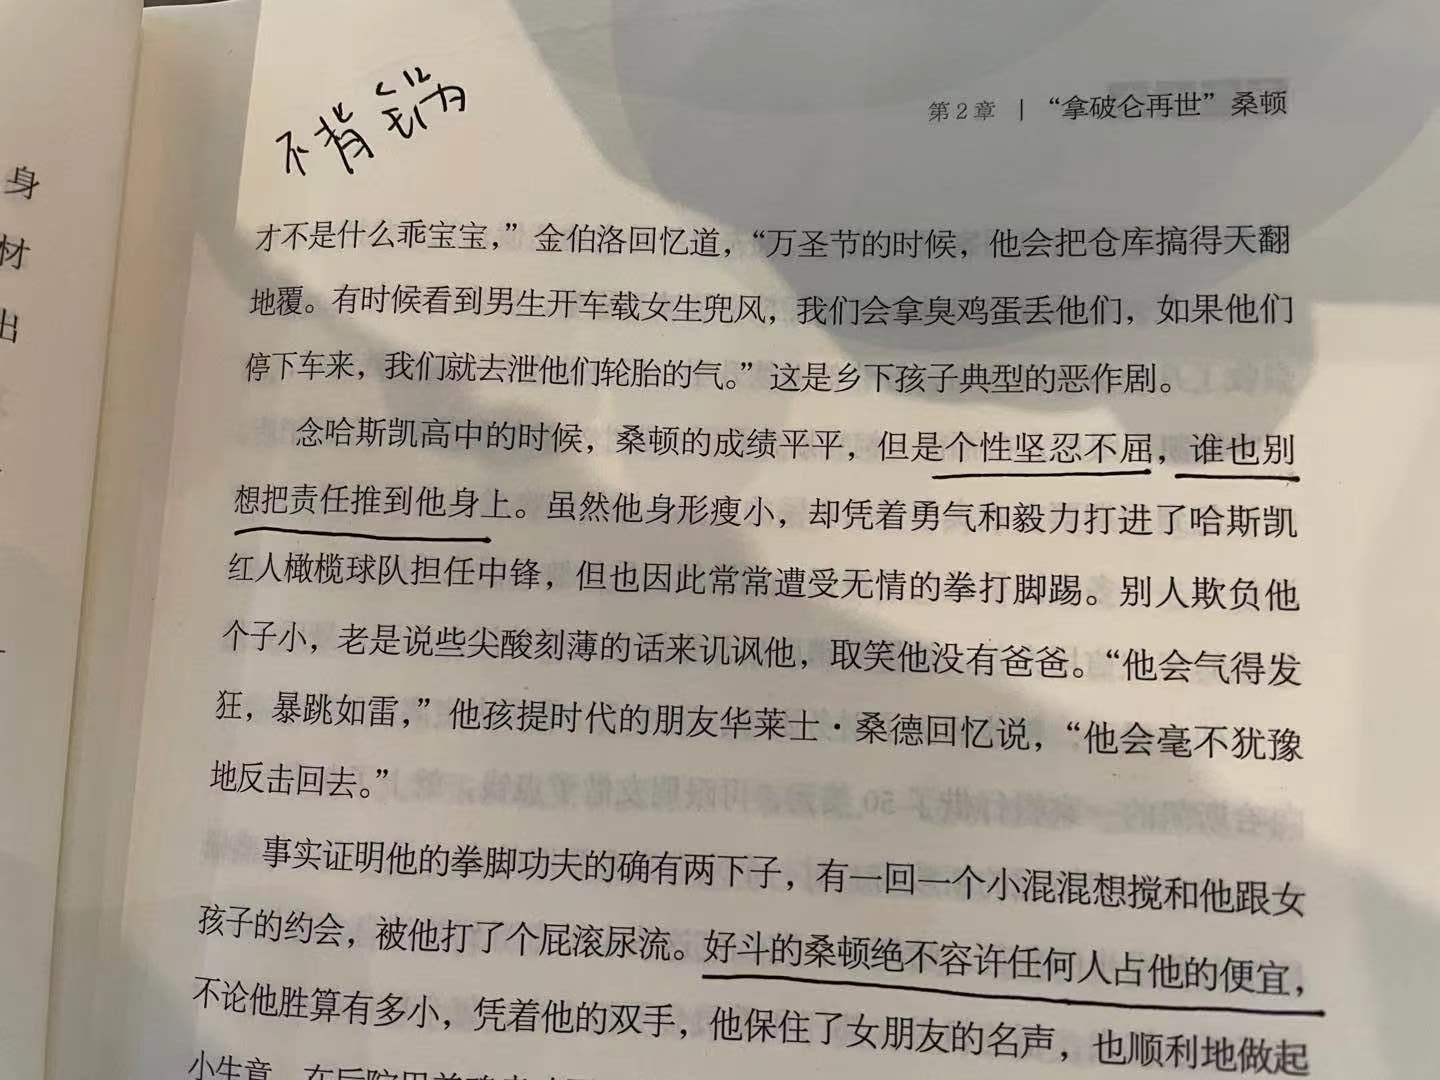 不背锅
第2章 | “拿破仑再世”桑顿
身
材
出
才不是什么乖宝宝，”金伯洛回忆道，“万圣节的时候，他会把仓库搞得天翻
地覆。有时候看到男生开车载女生兜风，我们会拿臭鸡蛋丢他们，如果他们
停下车来，我们就去泄他们轮胎的气。”这是乡下孩子典型的恶作剧。
念哈斯凯高中的时候，桑顿的成绩平平，但是个性坚忍不屈，谁也别
想把责任推到他身上。虽然他身形瘦小，却凭着勇气和毅力打进了哈斯凯
红人橄榄球队担任中锋，但也因此常常遭受无情的拳打脚踢。别人欺负他
个子小，老是说些尖酸刻薄的话来讥讽他，取笑他没有爸爸。“他会气得发
狂，暴跳如雷，”他孩提时代的朋友华莱士·桑德回忆说，“他会毫不犹豫
地反击回去。”
事实证明他的拳脚功夫的确有两下子，有一回一个小混混想搅和他跟女
孩子的约会，被他打了个屁滚尿流。好斗的桑顿绝不容许任何人占他的便宜，
不论他胜算有多小，凭着他的双手，他保住了女朋友的名声，也顺利地做起
小生意，在后院里养